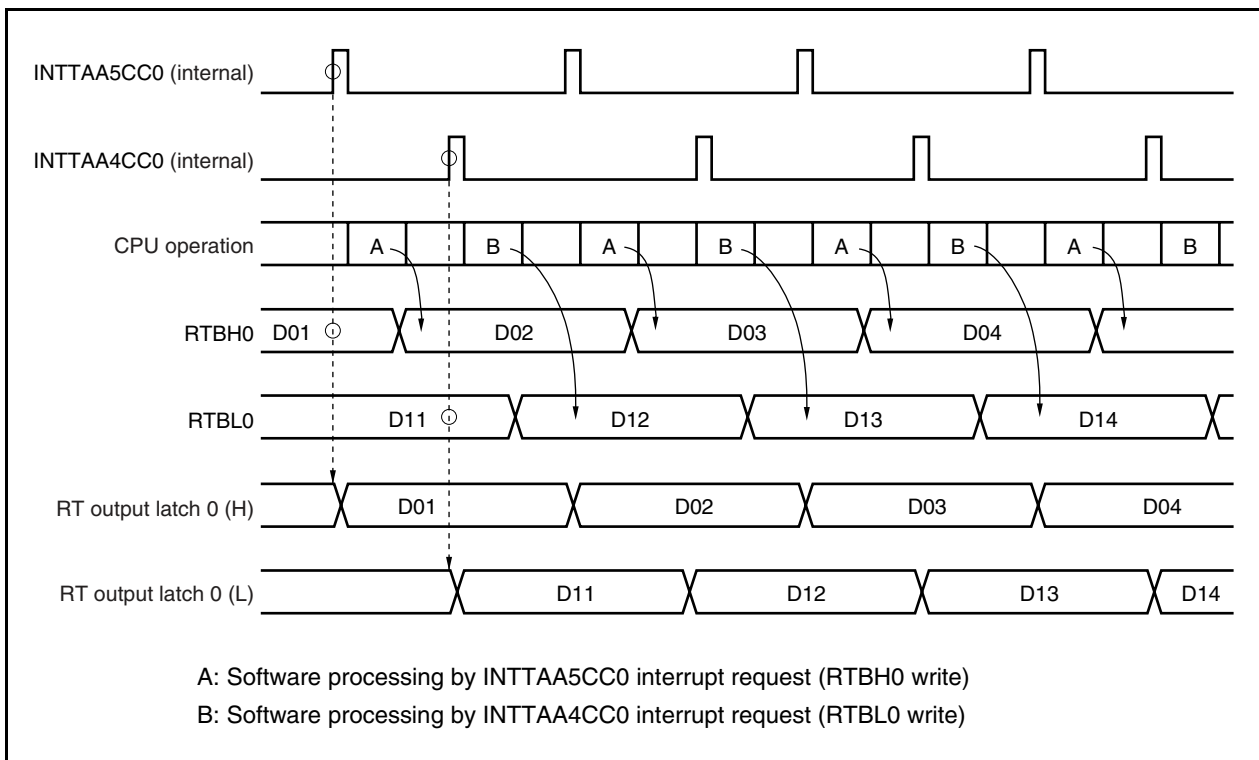 INTTAA5CC0 (internal)
INTTAA4CC0 (internal)
CPU operation A B A B A B A B
RTBH0 D01 D02 D03 D04
RTBL0 D11 D12 D13 D14
RT output latch 0 (H) D01 D02 D03 D04
RT output latch 0 (L) D11 D12 D13 D14
A: Software processing by INTTAA5CC0 interrupt request (RTBH0 write)
B: Software processing by INTTAA4CC0 interrupt request (RTBL0 write)